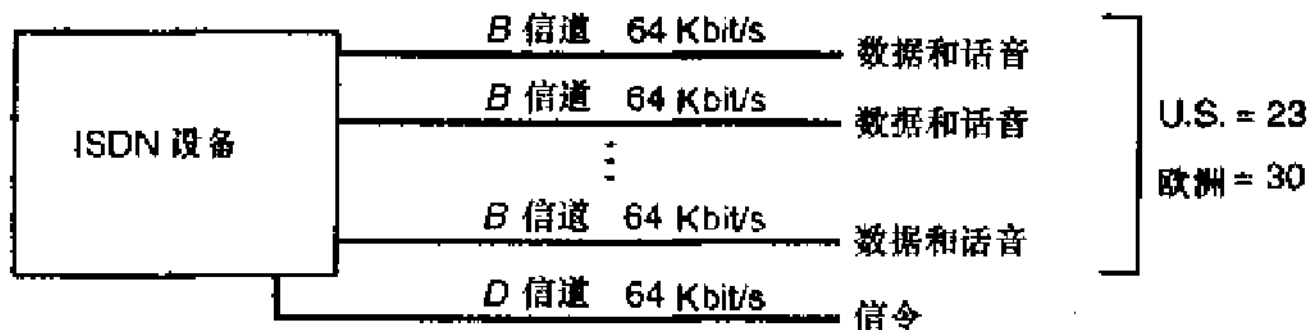 B 信道 64 Kbit/s
数据和话音
B 信道 64 Kbit/s
数据和话音
U.S. = 23
ISDN 设备
欧洲 = 30
B 信道 64 Kbit/s
数据和话音
D 信道 64 Kbit/s
信令